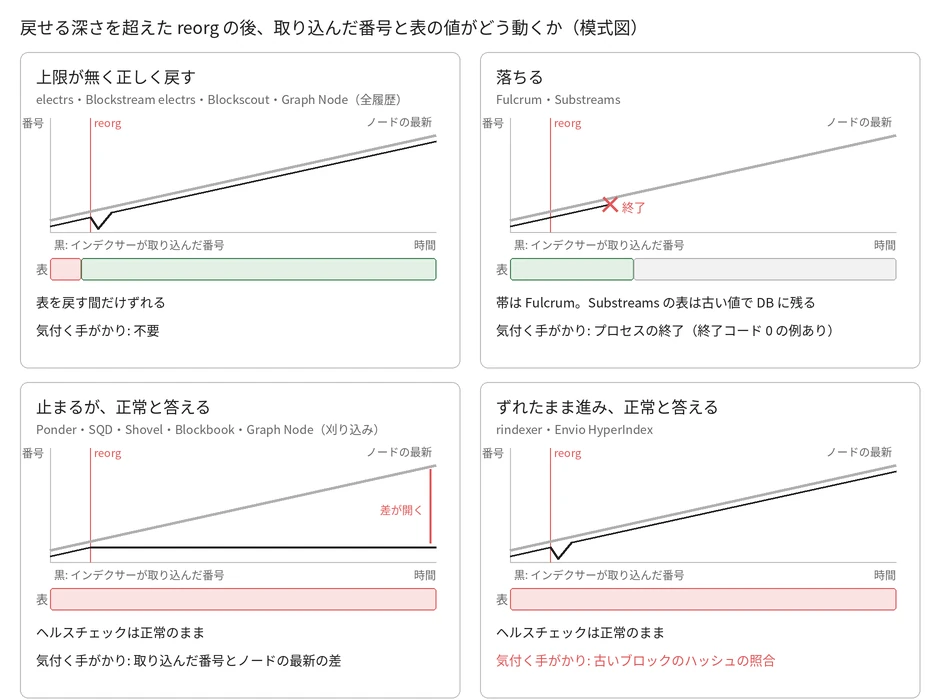 戻せる深さを超えた reorg の後、取り込んだ番号と表の値がどう動くか（模式図）
上限が無く正しく戻す
electrs・Blockstream electrs・Blockscout・Graph Node（全履歴）
番号
reorg
ノードの最新
黒: インデクサーが取り込んだ番号
時間
表
表を戻す間だけずれる
気付く手がかり: 不要
落ちる
Fulcrum・Substreams
番号
reorg
ノードの最新
終了
黒: インデクサーが取り込んだ番号
時間
表
帯は Fulcrum。Substreams の表は古い値で DB に残る
気付く手がかり: プロセスの終了（終了コード 0 の例あり）
止まるが、正常と答える
Ponder・SQD・Shovel・Blockbook・Graph Node（刈り込み）
番号
reorg
ノードの最新
差が開く
黒: インデクサーが取り込んだ番号
時間
表
ヘルスチェックは正常のまま
気付く手がかり: 取り込んだ番号とノードの最新の差
ずれたまま進み、正常と答える
rindexer・Envio HyperIndex
番号
reorg
ノードの最新
黒: インデクサーが取り込んだ番号
時間
表
ヘルスチェックは正常のまま
気付く手がかり: 古いブロックのハッシュの照合